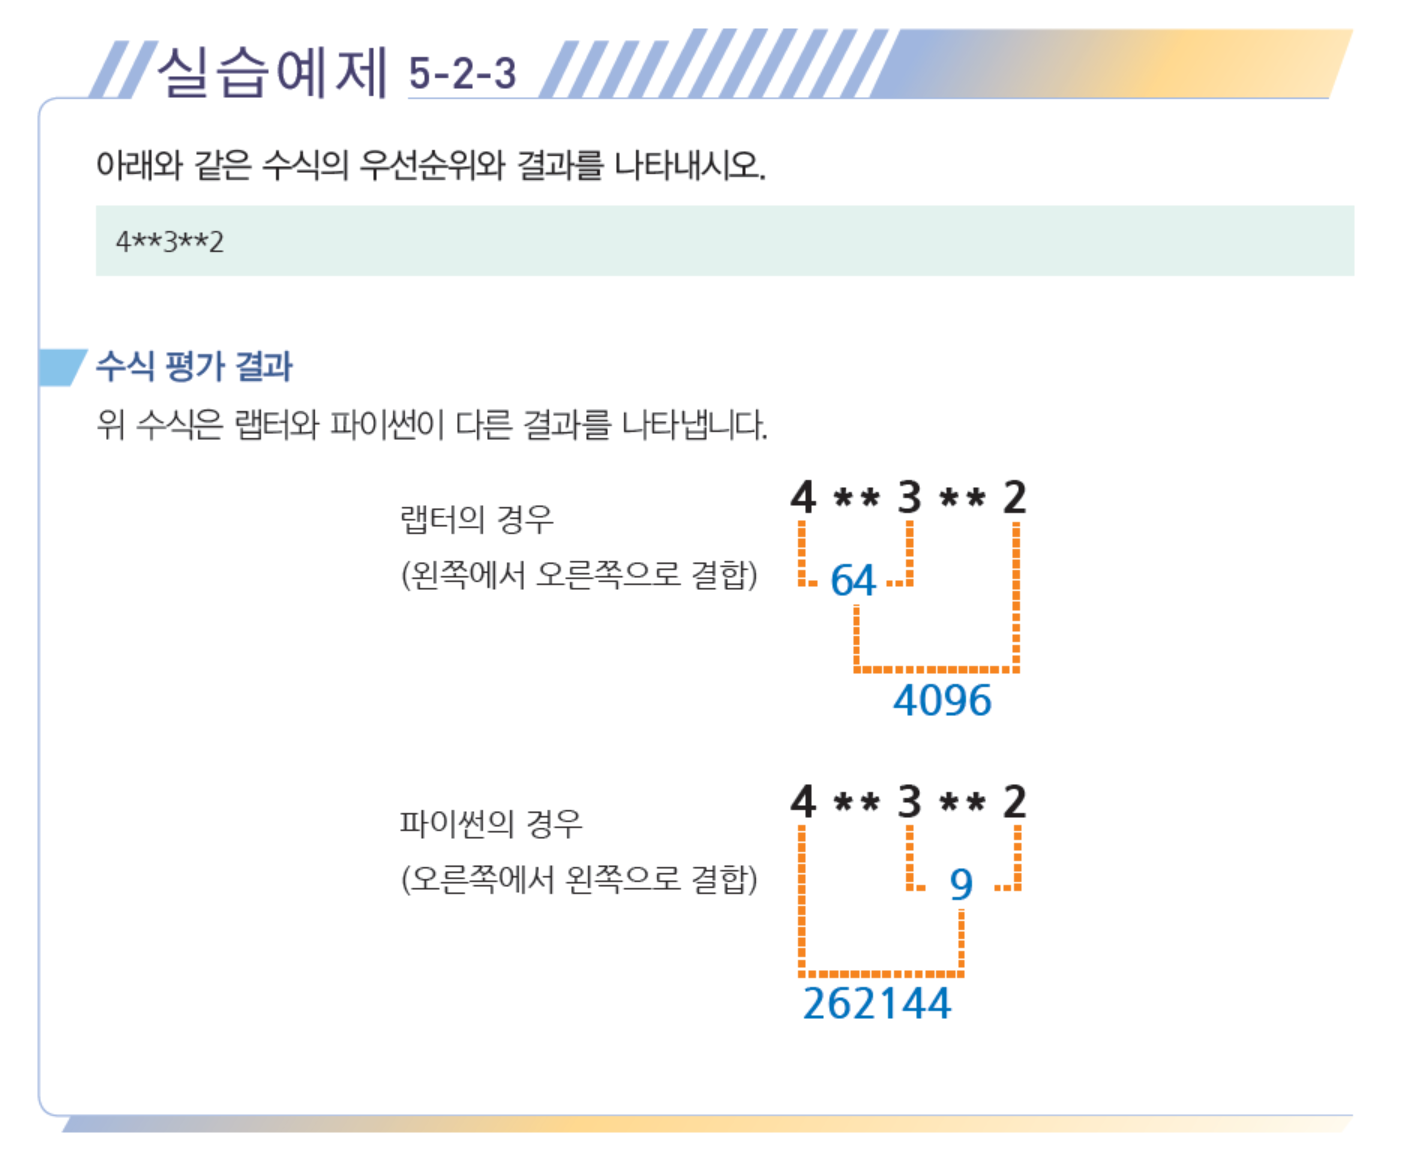 실습예제 5-2-3
아래와 같은 수식의 우선순위와 결과를 나타내시오.
4**3**2
수식 평가 결과
위 수식은 랩터와 파이썬이 다른 결과를 나타냅니다.
랩터의 경우
(왼쪽에서 오른쪽으로 결합)
4 ** 3 ** 2
64
4096
파이썬의 경우
(오른쪽에서 왼쪽으로 결합)
4 ** 3 ** 2
9
262144